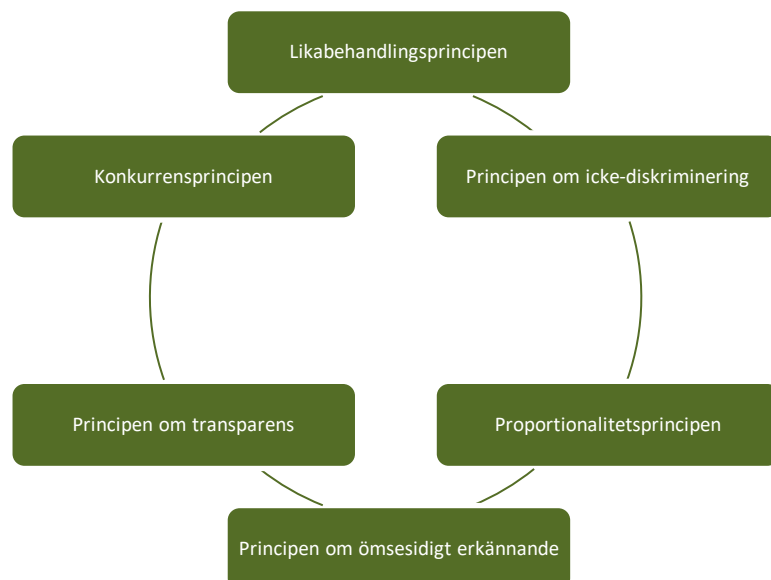 Likabehandlingsprincipen
Konkurrensprincipen
Principen om icke-diskriminering
Principen om transparens
Proportionalitetsprincipen
Principen om ömsesidigt erkännande